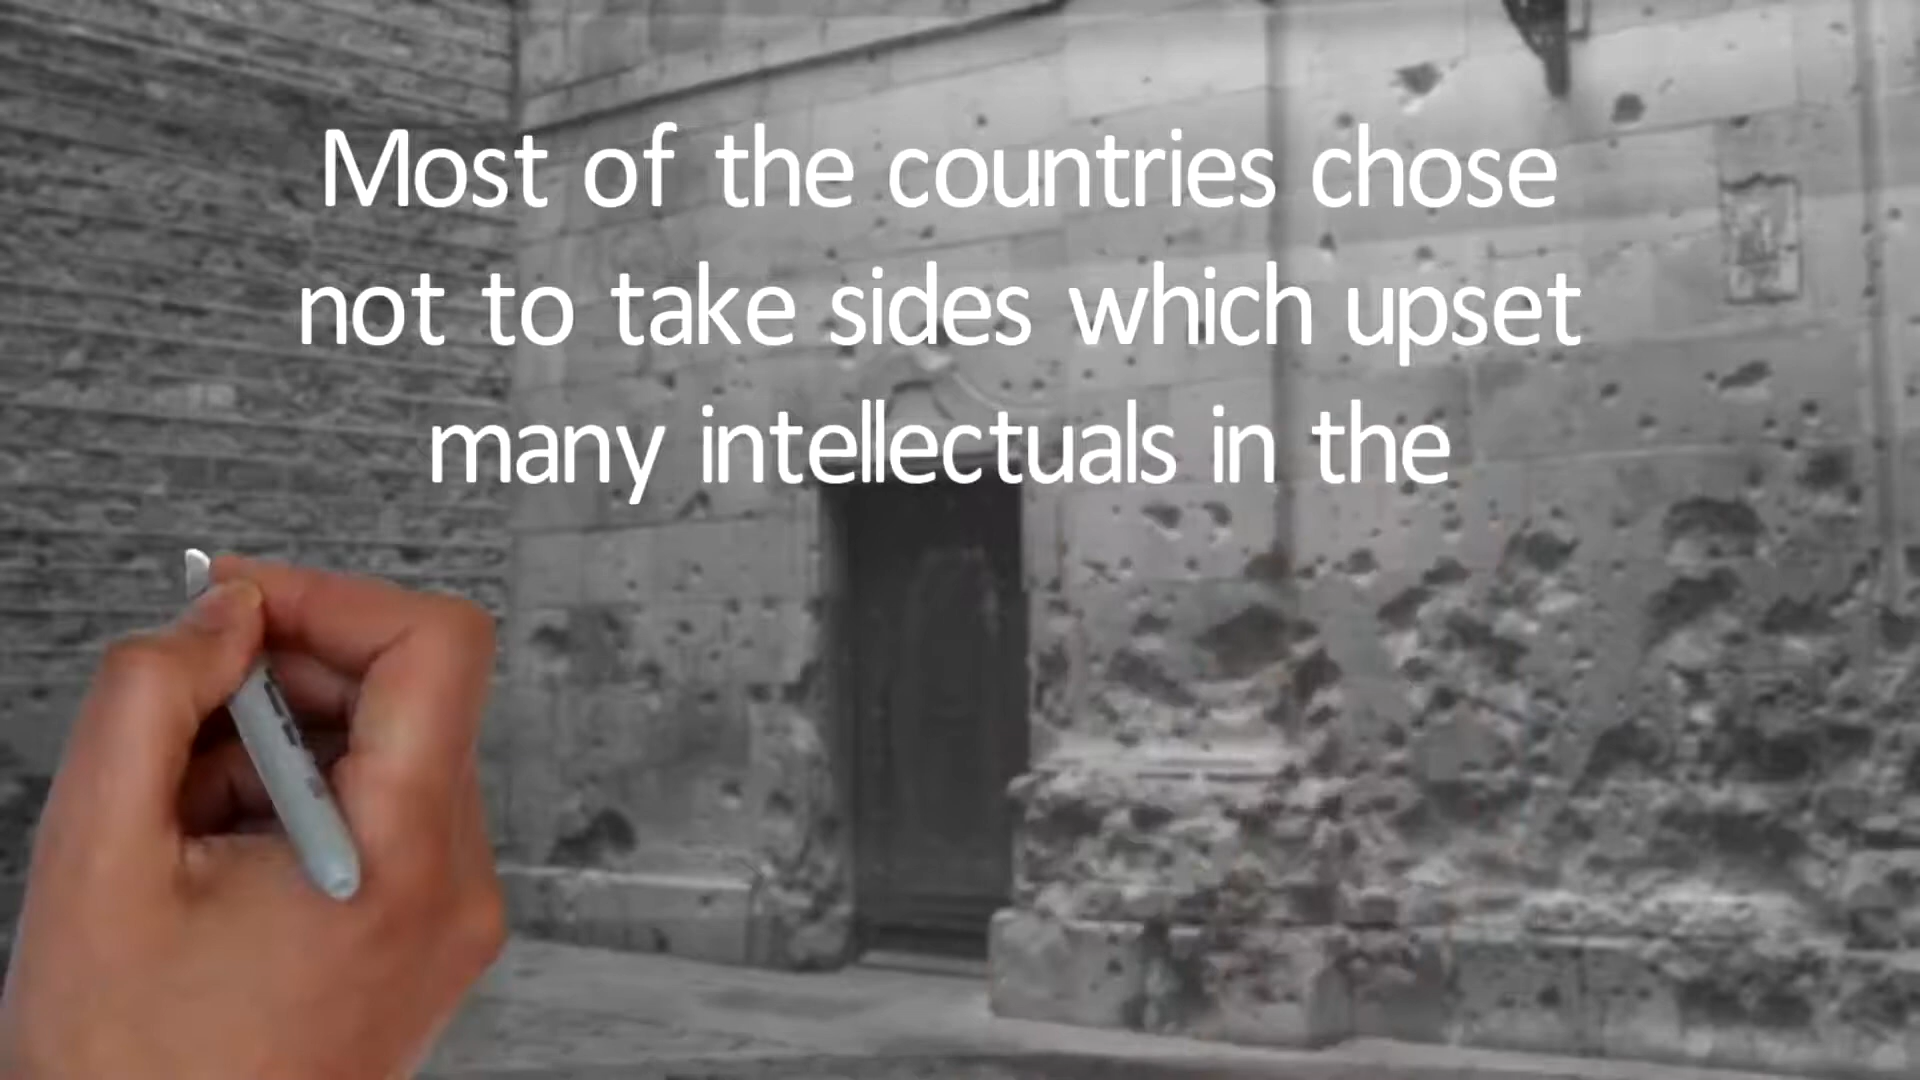 Most of the countries chose
not to take sides which upset
many intellectuals in the